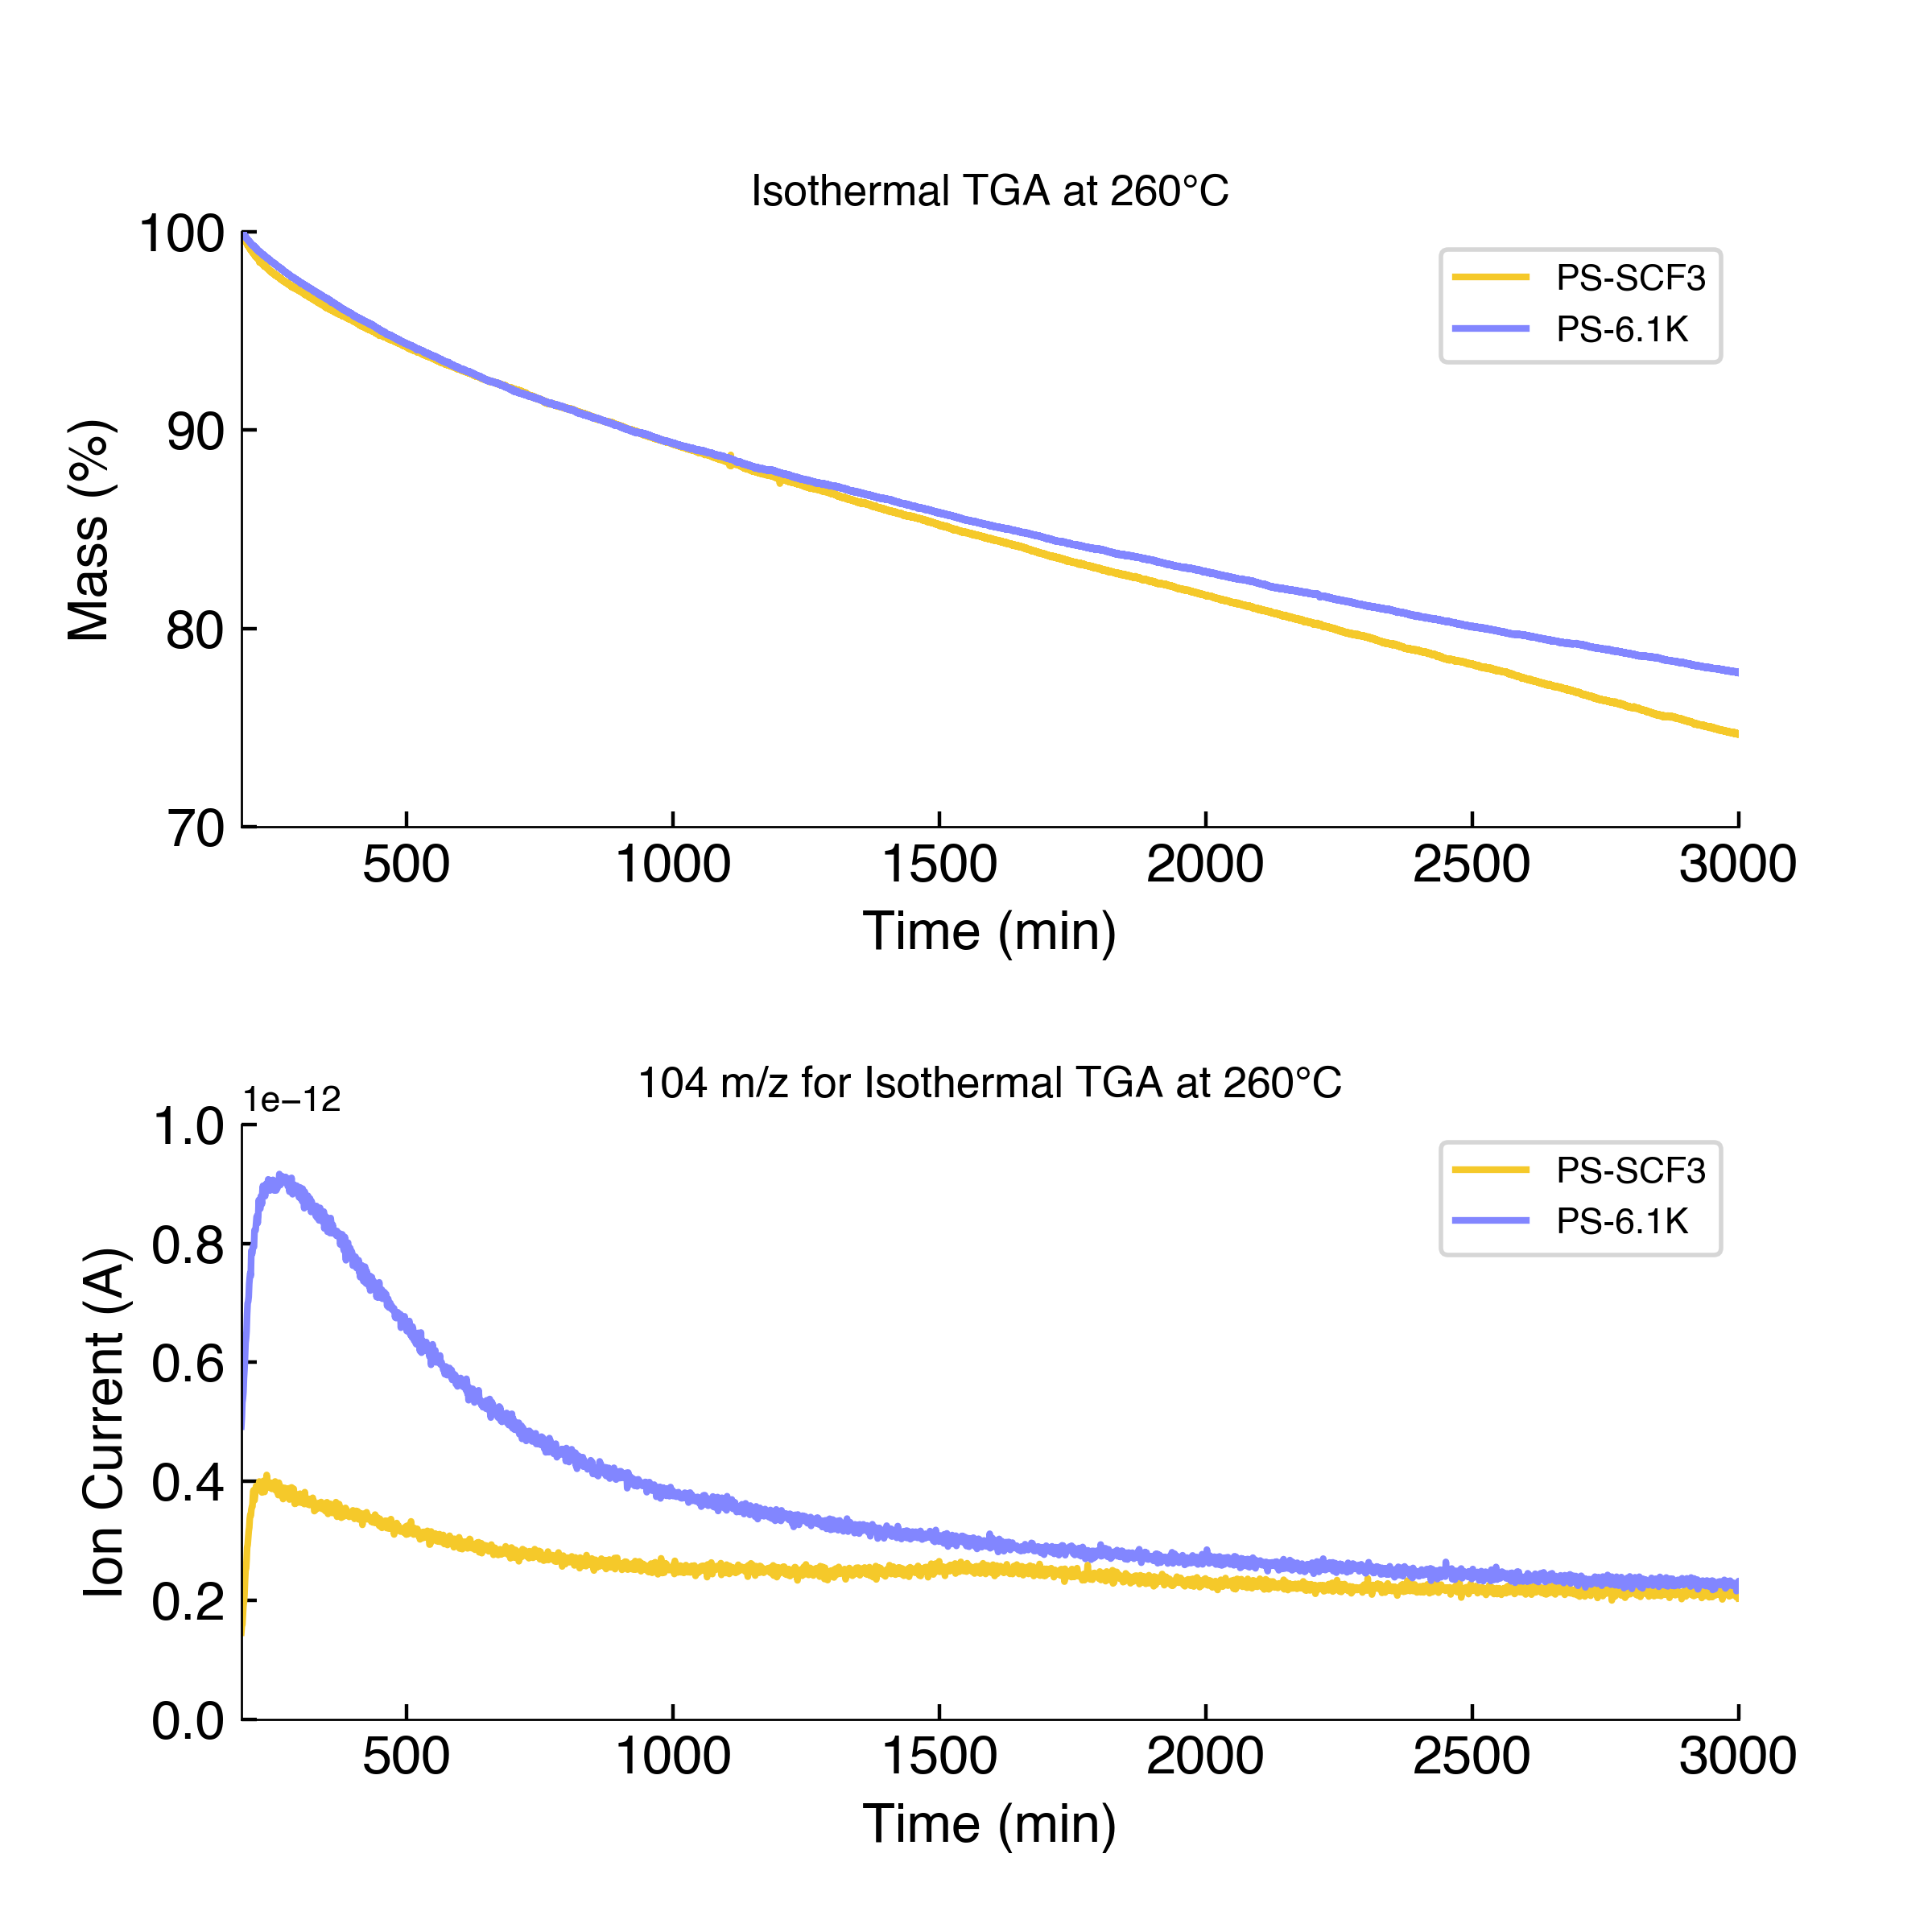 Isothermal TGA at 260°C
100
90
80
70
Mass (%)
PS-SCF3
PS-6.1K
500 1000 1500 2000 2500 3000
Time (min)
104 m/z for Isothermal TGA at 260°C
1e−12
1.0
0.8
0.6
0.4
0.2
0.0
Ion Current (A)
PS-SCF3
PS-6.1K
500 1000 1500 2000 2500 3000
Time (min)